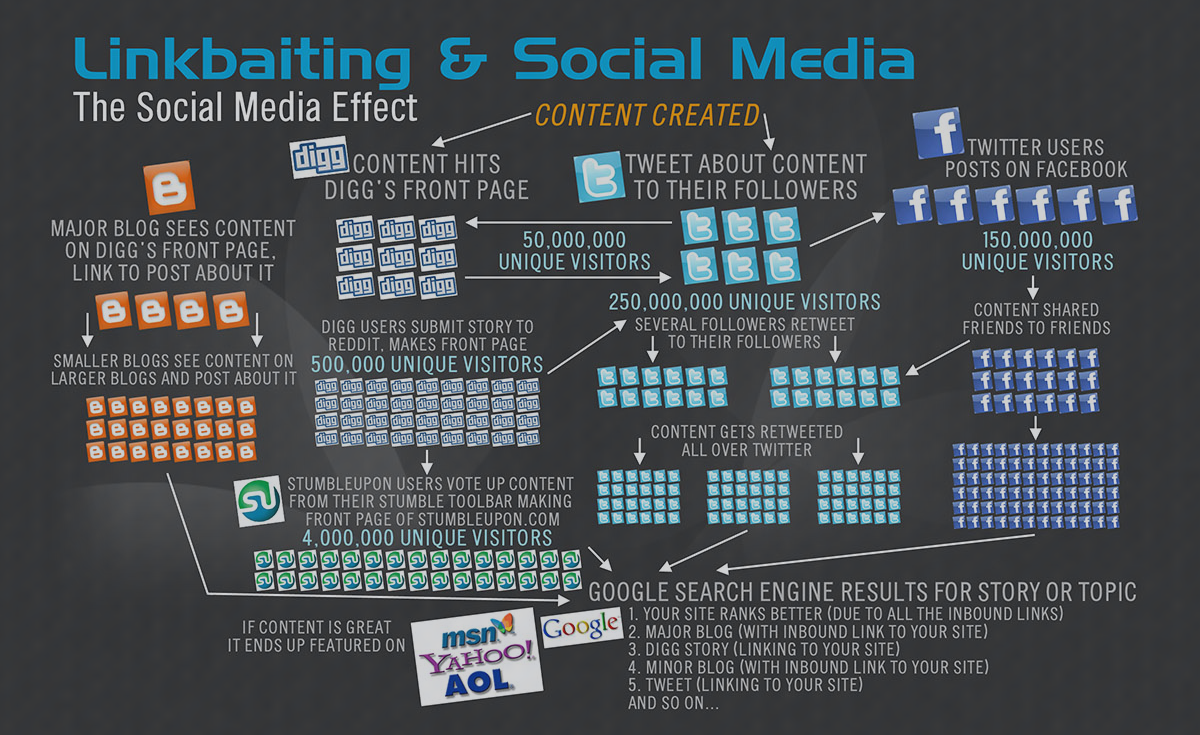 Linkbaiting & Social Media
The Social Media Effect
CONTENT CREATED
digg
CONTENT HITS
DIGG'S FRONT PAGE
TWEET ABOUT CONTENT
TO THEIR FOLLOWERS
TWITTER USERS
POSTS ON FACEBOOK
MAJOR BLOG SEES CONTENT
ON DIGG'S FRONT PAGE,
LINK TO POST ABOUT IT
50,000,000
UNIQUE VISITORS
150,000,000
UNIQUE VISITORS
250,000,000 UNIQUE VISITORS
SEVERAL FOLLOWERS RETWEET
TO THEIR FOLLOWERS
CONTENT SHARED
FRIENDS TO FRIENDS
DIGG USERS SUBMIT STORY TO
REDDIT, MAKES FRONT PAGE
500,000 UNIQUE VISITORS
SMALLER BLOGS SEE CONTENT ON
LARGER BLOGS AND POST ABOUT IT
CONTENT GETS RETWEETED
ALL OVER TWITTER
STUMBLEUPON USERS VOTE UP CONTENT
FROM THEIR STUMBLE TOOLBAR MAKING
FRONT PAGE OF STUMBLEUPON.COM
4,000,000 UNIQUE VISITORS
GOOGLE SEARCH ENGINE RESULTS FOR STORY OR TOPIC
1. YOUR SITE RANKS BETTER (DUE TO ALL THE INBOUND LINKS)
2. MAJOR BLOG (WITH INBOUND LINK TO YOUR SITE)
3. DIGG STORY (LINKING TO YOUR SITE)
4. MINOR BLOG (WITH INBOUND LINK TO YOUR SITE)
5. TWEET (LINKING TO YOUR SITE)
AND SO ON...
IF CONTENT IS GREAT
IT ENDS UP FEATURED ON
msn
YAHOO!
AOL
Google